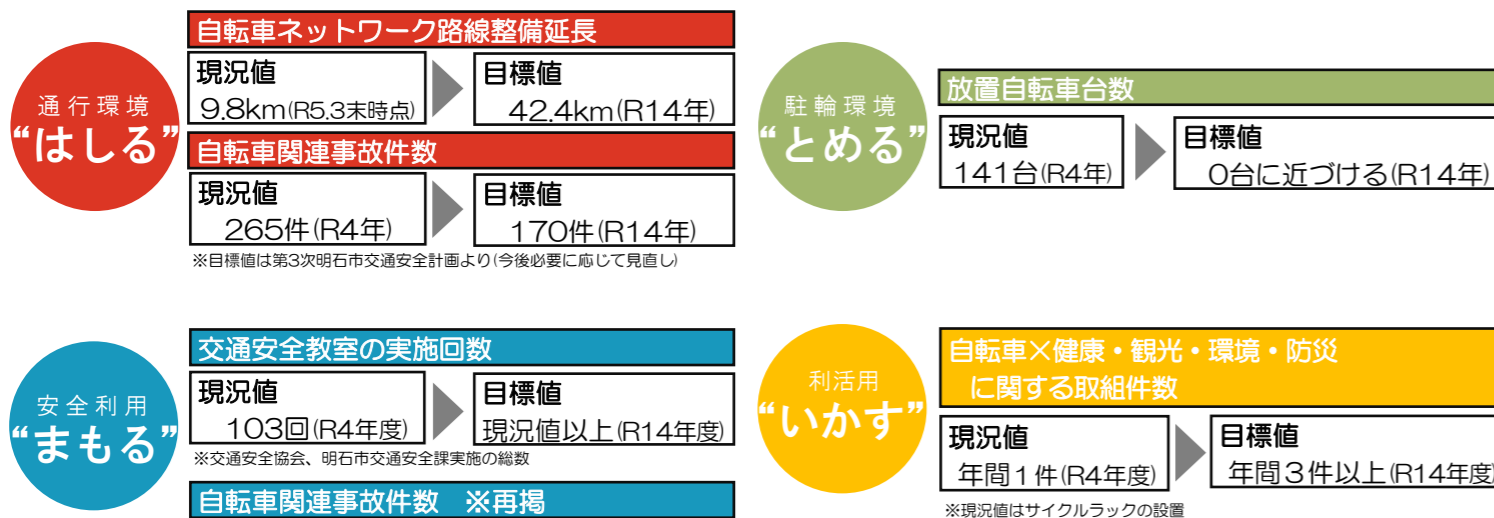 通行環境
“はしる”
自転車ネットワーク路線整備延長
現況値
9.8km(R5.3末時点)
目標値
42.4km(R14年)
自転車関連事故件数
現況値
265件(R4年)
目標値
170件(R14年)
※目標値は第3次明石市交通安全計画より(今後必要に応じて見直し)
駐輪環境
“とめる”
放置自転車台数
現況値
141台(R4年)
目標値
0台に近づける(R14年)
安全利用
“まもる”
交通安全教室の実施回数
現況値
103回(R4年度)
目標値
現況値以上(R14年度)
※交通安全協会、明石市交通安全課実施の総数
自転車関連事故件数　※再掲
利活用
“いかす”
自転車×健康・観光・環境・防災
に関する取組件数
現況値
年間1件(R4年度)
目標値
年間3件以上(R14年度)
※現況値はサイクルラックの設置